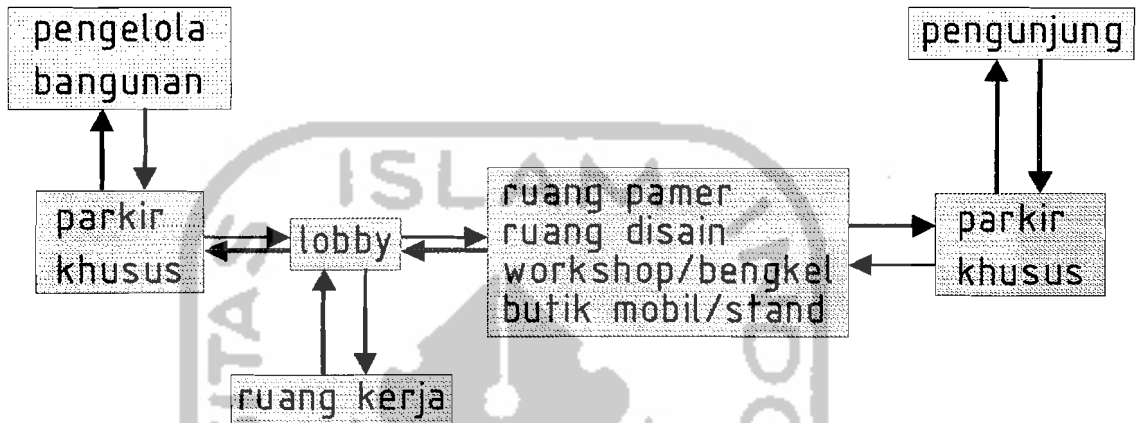 pengelola
bangunan
pengunjung
ISLAM
parkir
khusus
lobby
ruang pamer
ruang disain
workshop/bengkel
butik mobil/stand
parkir
khusus
ruang kerja